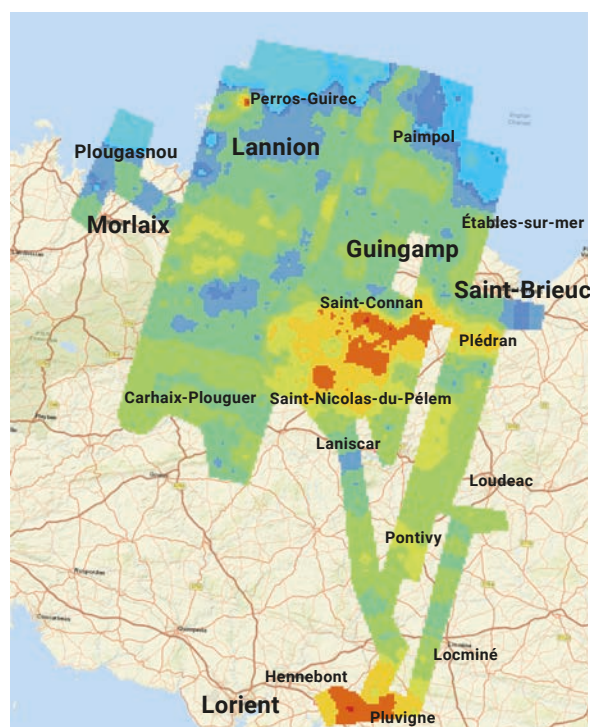 Perros-Guirec
Plougasnou
Lannion
Paimpol
Morlaix
Étables-sur-mer
Guingamp
Saint-Brieuc
Saint-Connan
Plédran
Carhaix-Plouguer
Saint-Nicolas-du-Pélem
Laniscar
Loudeac
Pontivy
Locminé
Hennebont
Lorient
Pluvigne